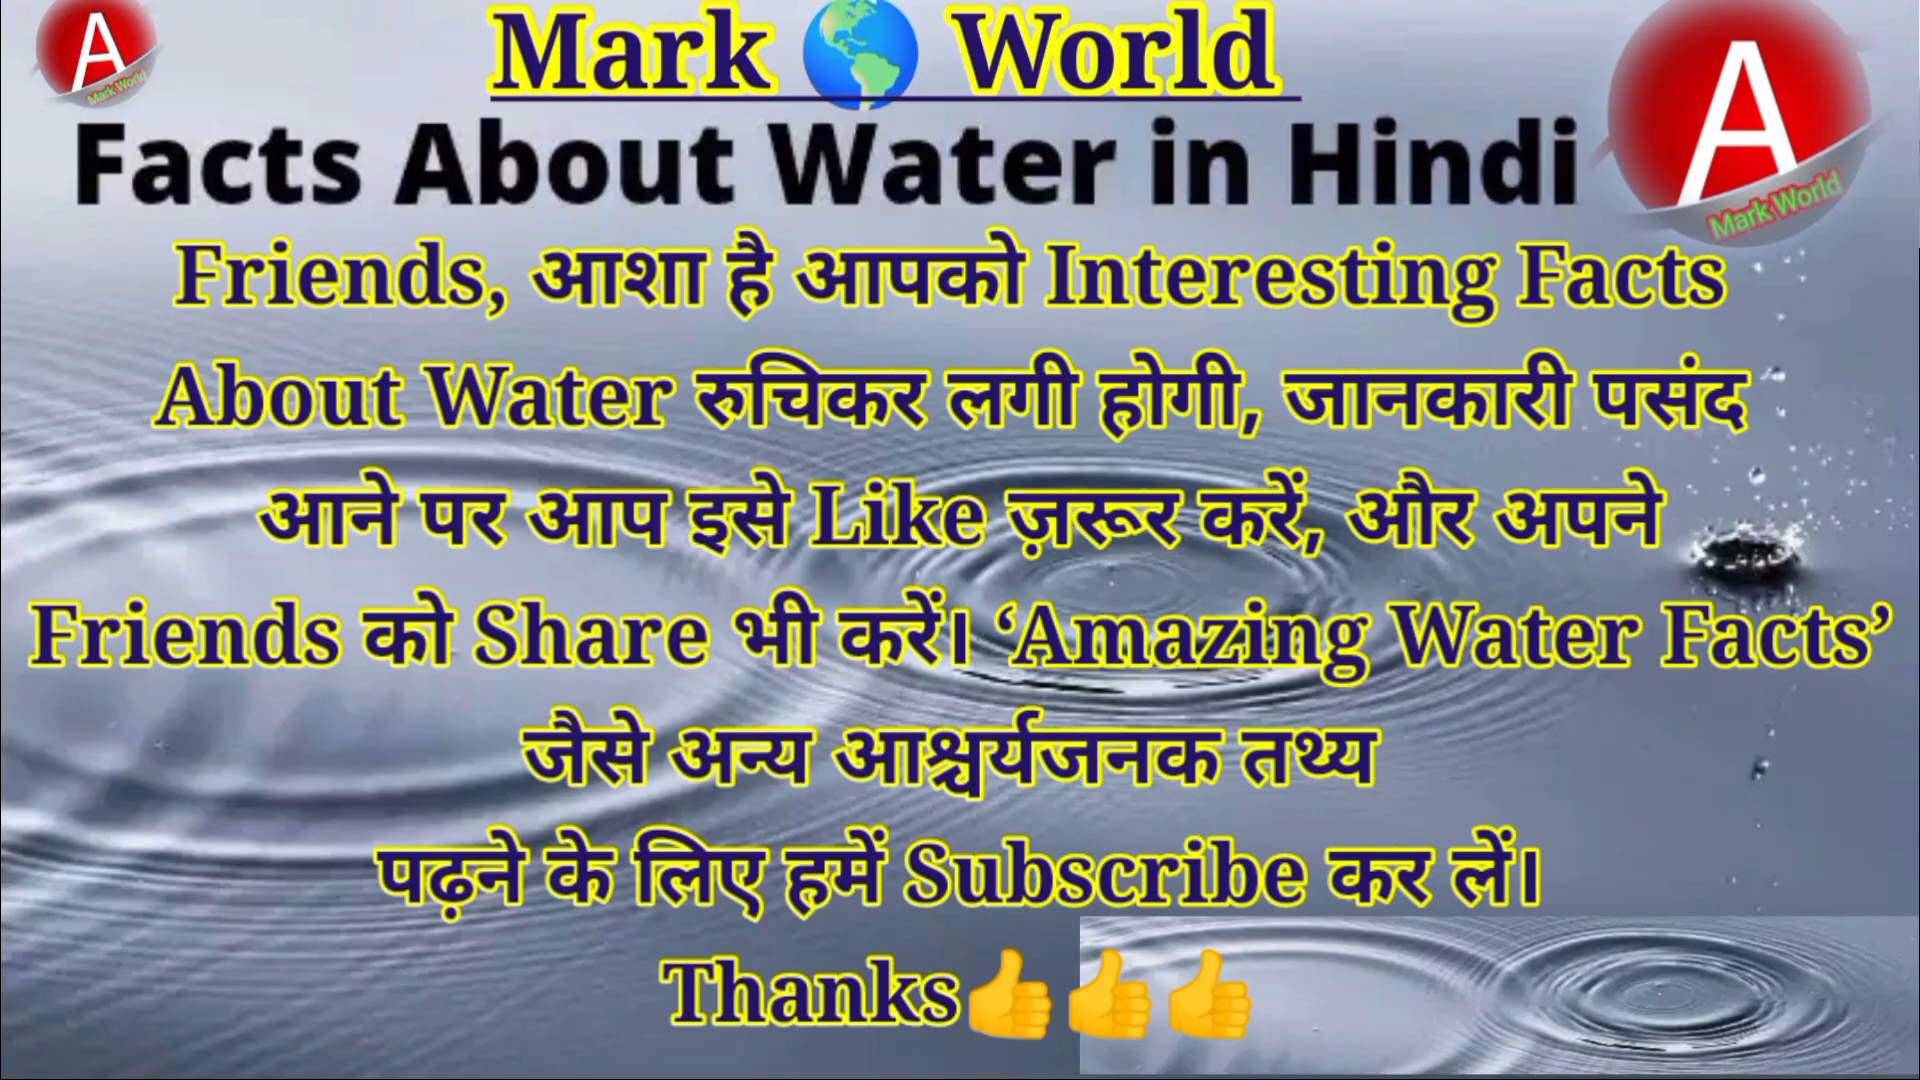 A
Mark World
Mark 🌎 World
A
Mark World
Facts About Water in Hindi
Friends, आशा है आपको Interesting Facts
About Water रुचिकर लगी होगी, जानकारी पसंद
आने पर आप इसे Like ज़रूर करें, और अपने
Friends को Share भी करें। ‘Amazing Water Facts’
जैसे अन्य आश्चर्यजनक तथ्य
पढ़ने के लिए हमें Subscribe कर लें।
Thanks👍👍👍